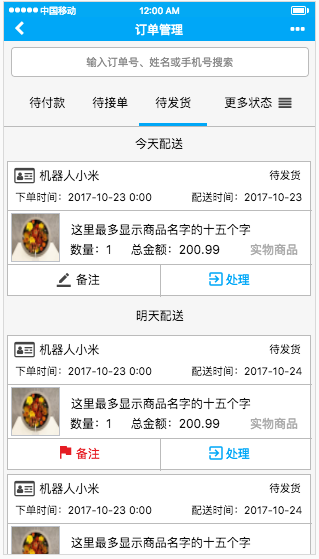 中国移动 12:00 AM
订单管理
输入订单号、姓名或手机号搜索
待付款 待接单 待发货 更多状态
今天配送
机器人小米 待发货
下单时间：2017-10-23 0:00 配送时间：2017-10-23
这里最多显示商品名字的十五个字
数量：1 总金额：200.99 实物商品
备注 处理
明天配送
机器人小米 待发货
下单时间：2017-10-23 0:00 配送时间：2017-10-24
这里最多显示商品名字的十五个字
数量：1 总金额：200.99 实物商品
备注 处理
机器人小米 待发货
下单时间：2017-10-23 0:00 配送时间：2017-10-24
这里最多显示商品名字的十五个字